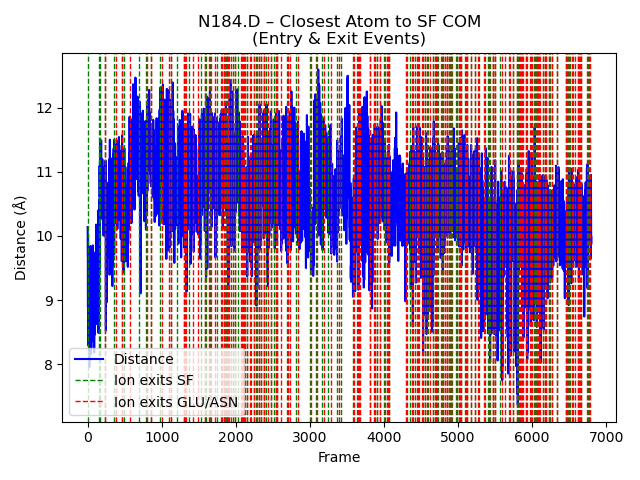 N184.D – Closest Atom to SF COM
(Entry & Exit Events)
Distance (Å)
12
11
10
9
8
Distance
Ion exits SF
Ion exits GLU/ASN
0
1000
2000
3000
4000
5000
6000
7000
Frame